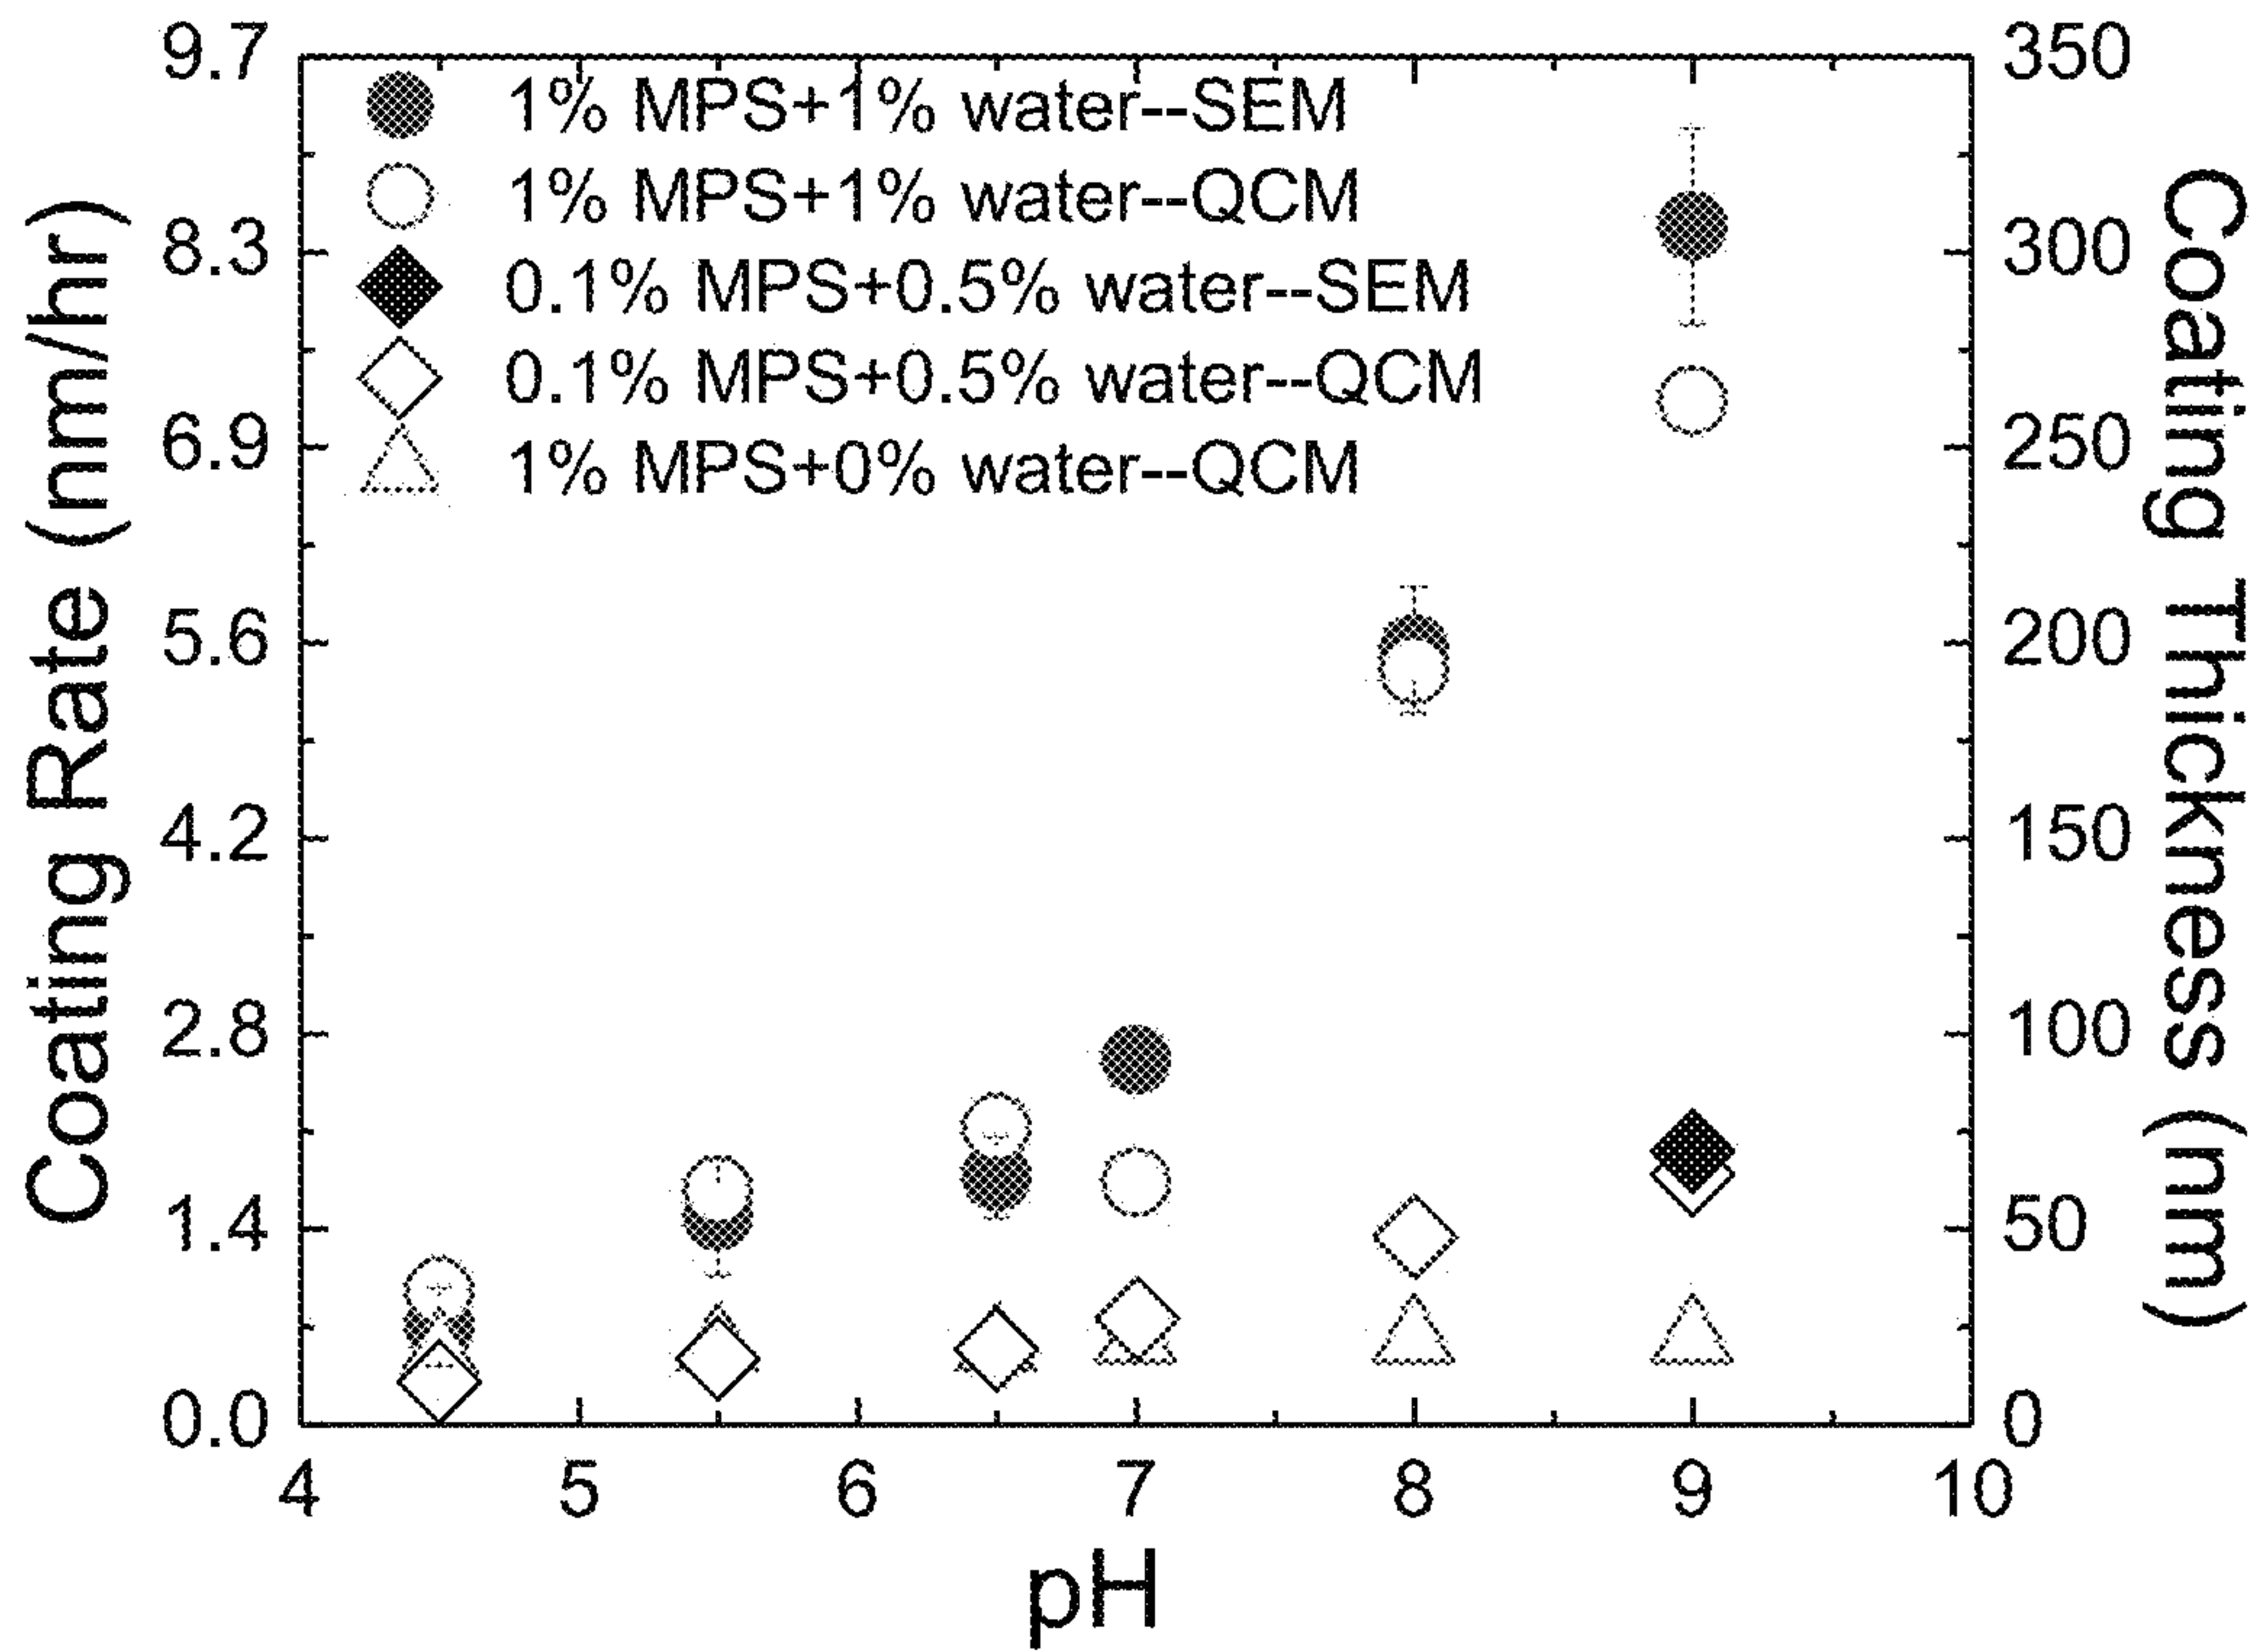 1% MPS+1% water--SEM
1% MPS+1% water--QCM
0.1% MPS+0.5% water--SEM
0.1% MPS+0.5% water--QCM
1% MPS+0% water--QCM
Coating Rate (nm/hr)
9.7
8.3
6.9
5.6
4.2
2.8
1.4
0.0
Coating Thickness (nm)
350
300
250
200
150
100
50
0
4 5 6 7 8 9 10
pH